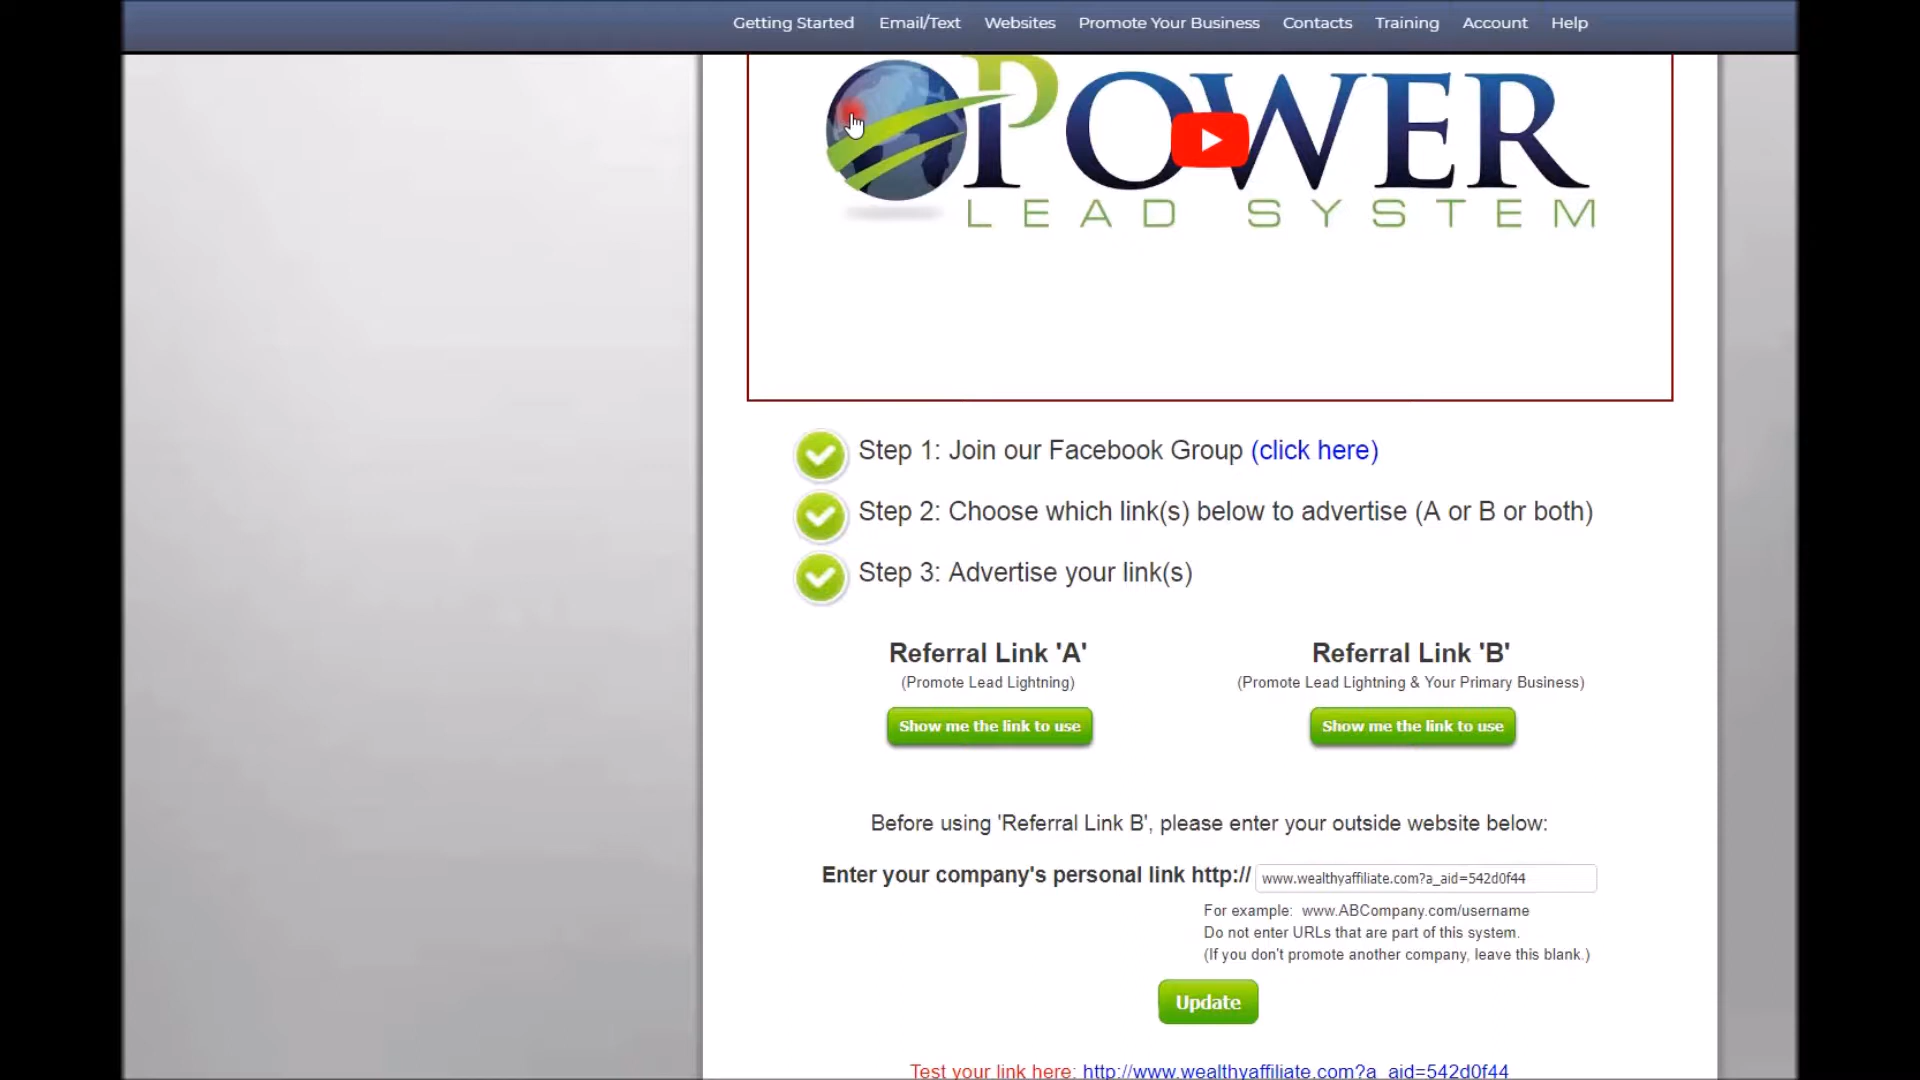 Getting Started Email/Text Websites Promote Your Business Contacts Training Account Help
POWER
LEAD SYSTEM
Step 1: Join our Facebook Group (click here)
Step 2: Choose which link(s) below to advertise (A or B or both)
Step 3: Advertise your link(s)
Referral Link 'A' Referral Link 'B'
(Promote Lead Lightning) (Promote Lead Lightning & Your Primary Business)
Show me the link to use Show me the link to use
Before using 'Referral Link B', please enter your outside website below:
Enter your company's personal link http:// www.wealthyaffiliate.com?a_aid=542d0f44
For example: www.ABCompany.com/username
Do not enter URLs that are part of this system.
(If you don't promote another company, leave this blank.)
Update
Test your link here: http://www.wealthyaffiliate.com?a_aid=542d0f44